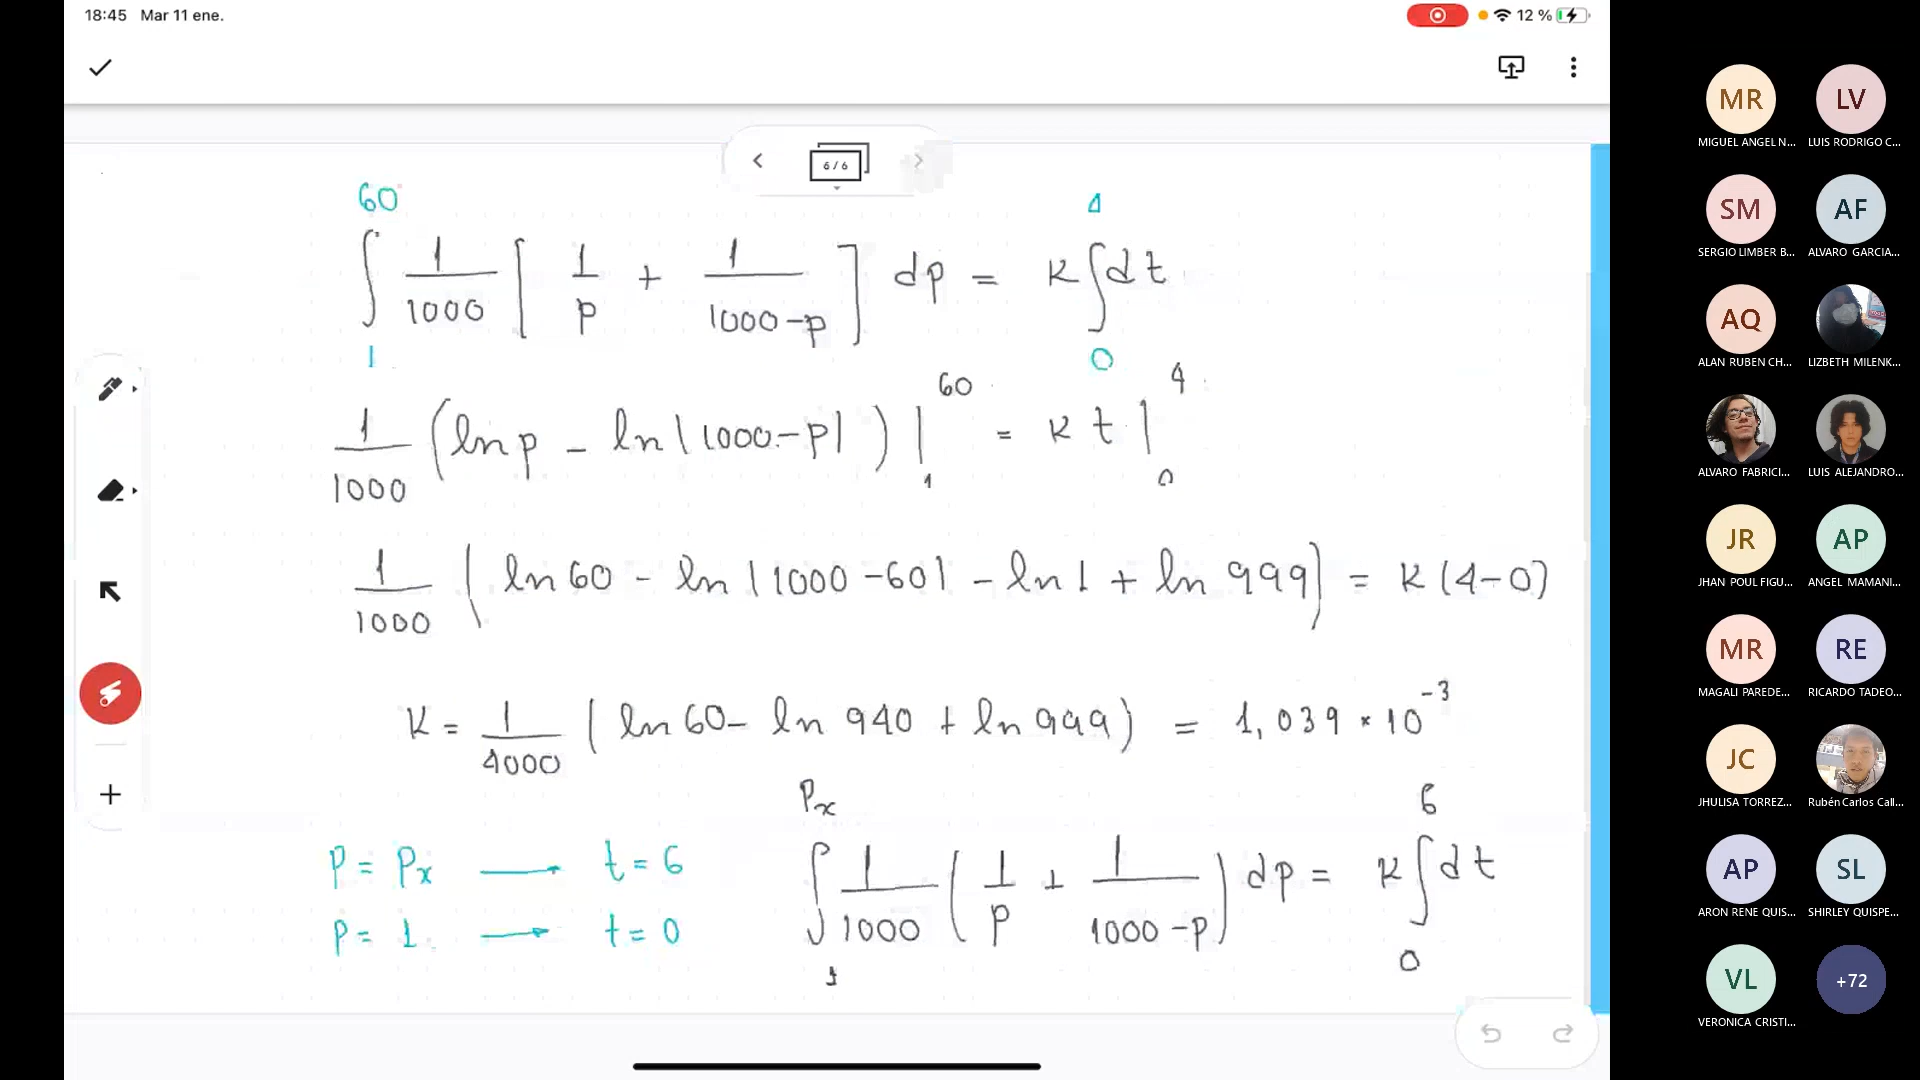 18:45 Mar 11 ene.
12 %
6 / 6
60 4
∫ 1/1000 [ 1/p + 1/(1000-p) ] dp = K ∫ dt
1 0
1/1000 ( ln p - ln |1000-p| ) |₁⁶⁰ = K t |₀⁴
1/1000 ( ln 60 - ln |1000-60| - ln 1 + ln 999 ) = K (4-0)
K = 1/4000 ( ln 60 - ln 940 + ln 999 ) = 1,039 * 10⁻³
P = Px → t = 6
P = 1 → t = 0
Px 6
∫ 1/1000 ( 1/p + 1/(1000-p) ) dp = K ∫ dt
1 0
MR LV
MIGUEL ANGEL N... LUIS RODRIGO C...
SM AF
SERGIO LIMBER B... ALVARO GARCIA...
AQ
ALAN RUBEN CH... LIZBETH MILENK...
ALVARO FABRICI... LUIS ALEJANDRO...
JR AP
JHAN POUL FIGU... ANGEL MAMANI...
MR RE
MAGALI PAREDE... RICARDO TADEO...
JC
JHULISA TORREZ... Rubén Carlos Call...
AP SL
ARON RENE QUIS... SHIRLEY QUISPE...
VL +72
VERONICA CRISTI...